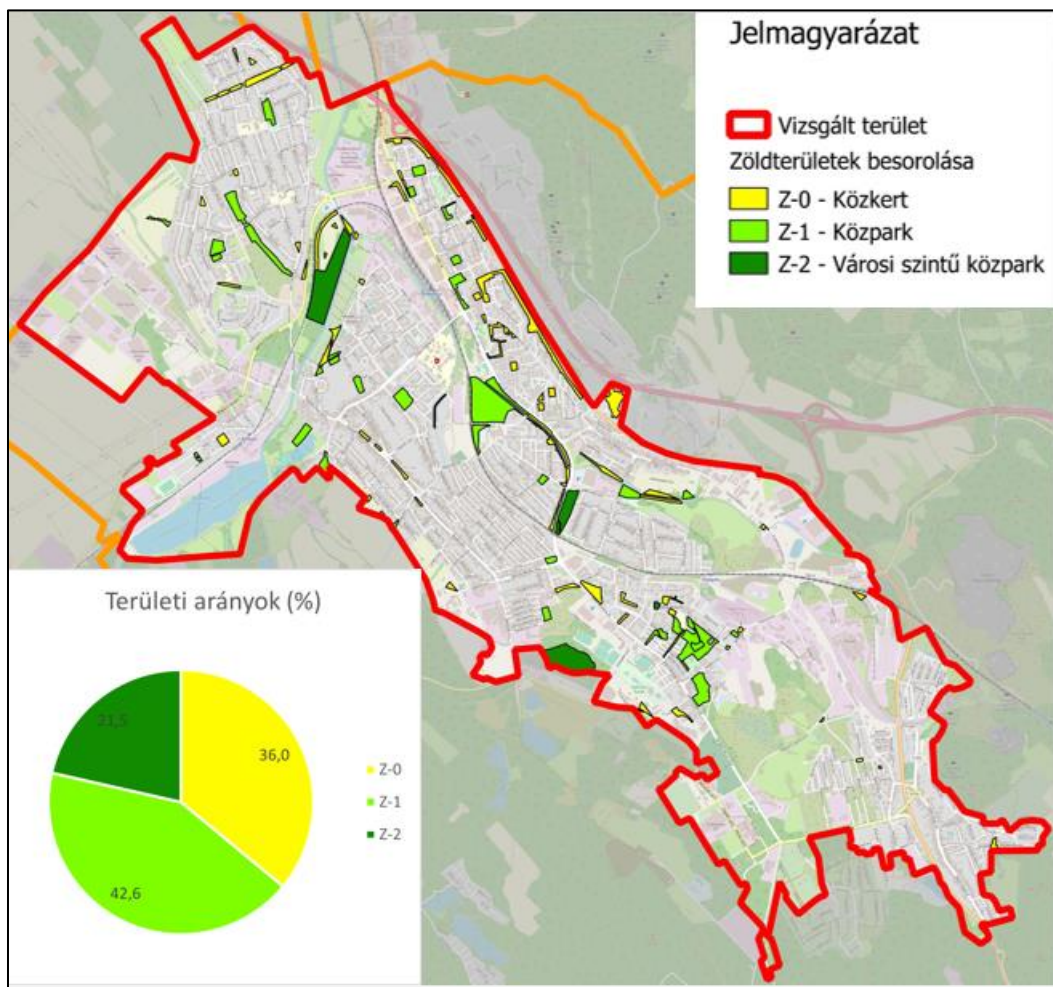 Jelmagyarázat
Vizsgált terület
Zöldterületek besorolása
Z-0 - Közkert
Z-1 - Közpark
Z-2 - Városi szintű közpark
Területi arányok (%)
21,5
36,0
42,6
Z-0
Z-1
Z-2